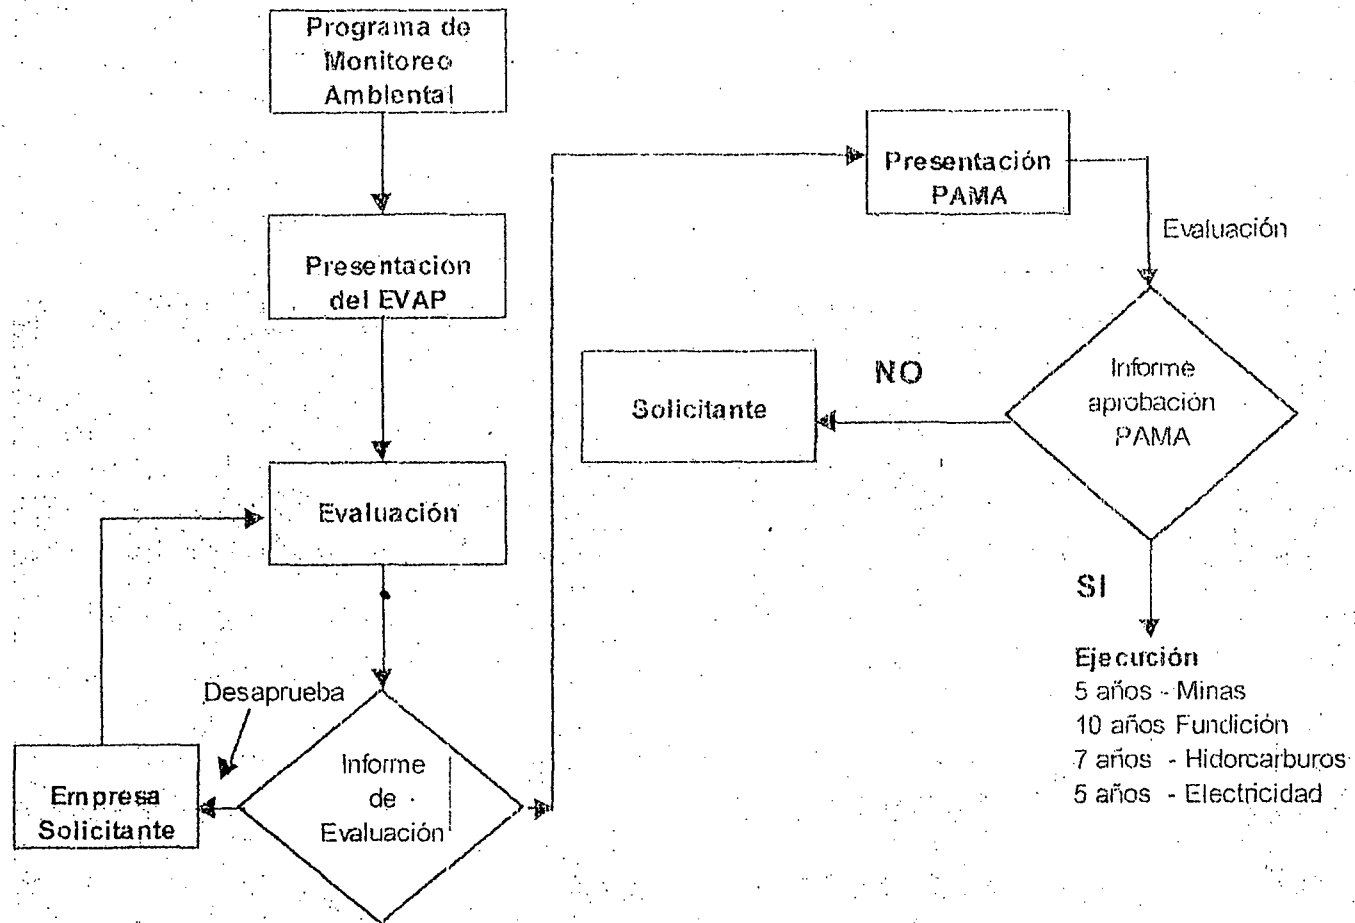 Programa de
Monitoreo
Ambiental
Presentacion
del EVAP
Evaluación
Desaprueba
Empresa
Solicitante
Informe
de
Evaluación
Presentación
PAMA
Evaluación
Informe
aprobación
PAMA
NO
Solicitante
SI
Ejecución
5 años - Minas
10 años Fundición
7 años - Hidorcarburos
5 años - Electricidad